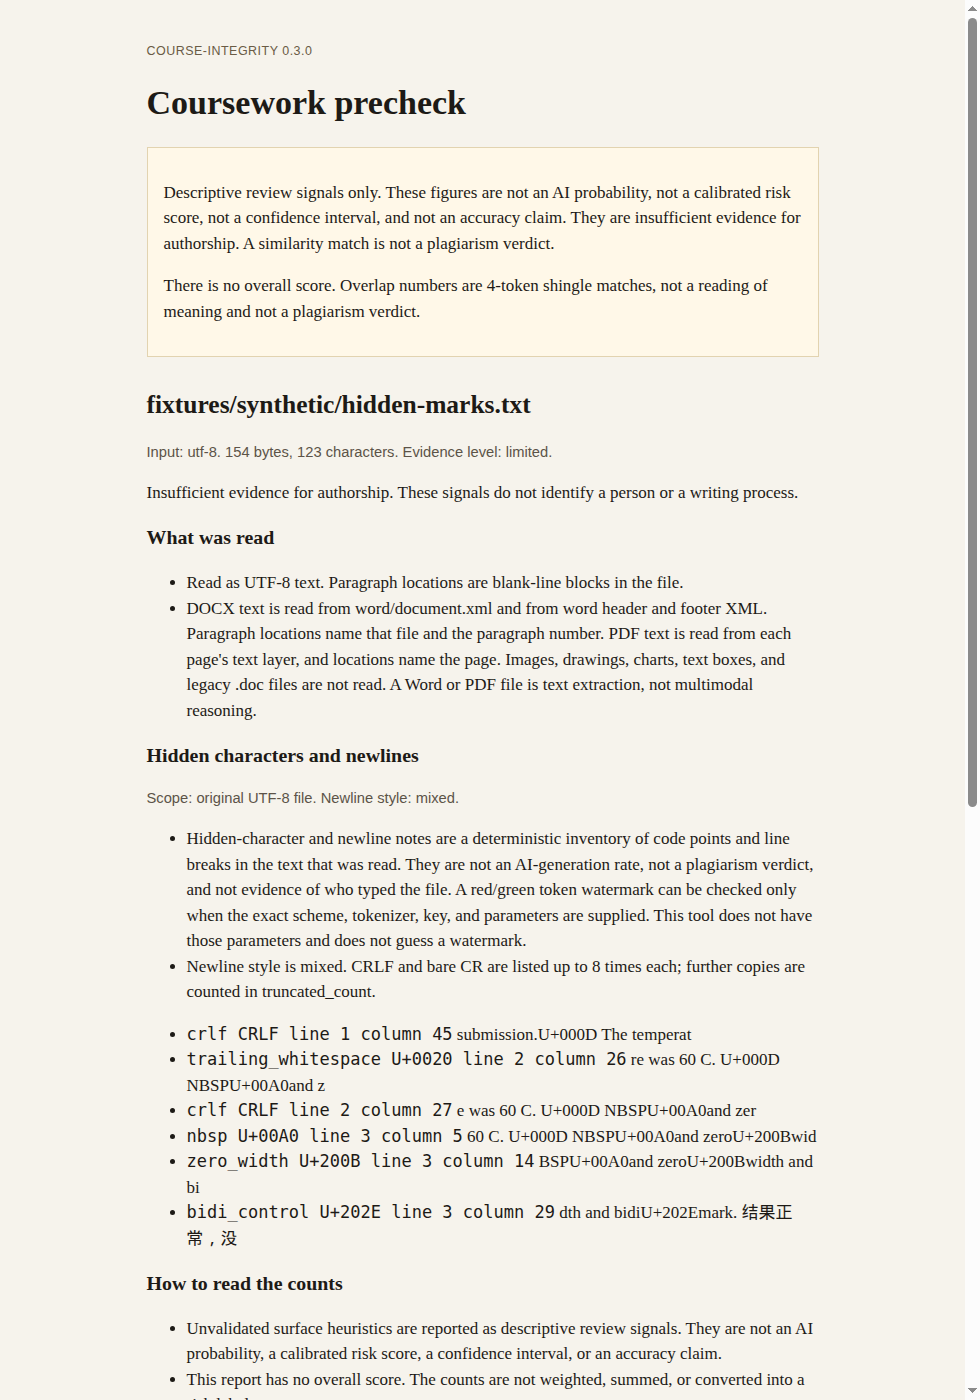 COURSE-INTEGRITY 0.3.0
Coursework precheck
Descriptive review signals only. These figures are not an AI probability, not a calibrated risk
score, not a confidence interval, and not an accuracy claim. They are insufficient evidence for
authorship. A similarity match is not a plagiarism verdict.
There is no overall score. Overlap numbers are 4-token shingle matches, not a reading of
meaning and not a plagiarism verdict.
fixtures/synthetic/hidden-marks.txt
Input: utf-8. 154 bytes, 123 characters. Evidence level: limited.
Insufficient evidence for authorship. These signals do not identify a person or a writing process.
What was read
Read as UTF-8 text. Paragraph locations are blank-line blocks in the file.
DOCX text is read from word/document.xml and from word header and footer XML.
Paragraph locations name that file and the paragraph number. PDF text is read from each
page's text layer, and locations name the page. Images, drawings, charts, text boxes, and
legacy .doc files are not read. A Word or PDF file is text extraction, not multimodal
reasoning.
Hidden characters and newlines
Scope: original UTF-8 file. Newline style: mixed.
Hidden-character and newline notes are a deterministic inventory of code points and line
breaks in the text that was read. They are not an AI-generation rate, not a plagiarism verdict,
and not evidence of who typed the file. A red/green token watermark can be checked only
when the exact scheme, tokenizer, key, and parameters are supplied. This tool does not have
those parameters and does not guess a watermark.
Newline style is mixed. CRLF and bare CR are listed up to 8 times each; further copies are
counted in truncated_count.
crlf CRLF line 1 column 45 submission.U+000D The temperat
trailing_whitespace U+0020 line 2 column 26 re was 60 C. U+000D
NBSPU+00A0and z
crlf CRLF line 2 column 27 e was 60 C. U+000D NBSPU+00A0and zer
nbsp U+00A0 line 3 column 5 60 C. U+000D NBSPU+00A0and zeroU+200Bwid
zero_width U+200B line 3 column 14 BSPU+00A0and zeroU+200Bwidth and
bi
bidi_control U+202E line 3 column 29 dth and bidiU+202Emark. 结果正
常，没
How to read the counts
Unvalidated surface heuristics are reported as descriptive review signals. They are not an AI
probability, a calibrated risk score, a confidence interval, or an accuracy claim.
This report has no overall score. The counts are not weighted, summed, or converted into a